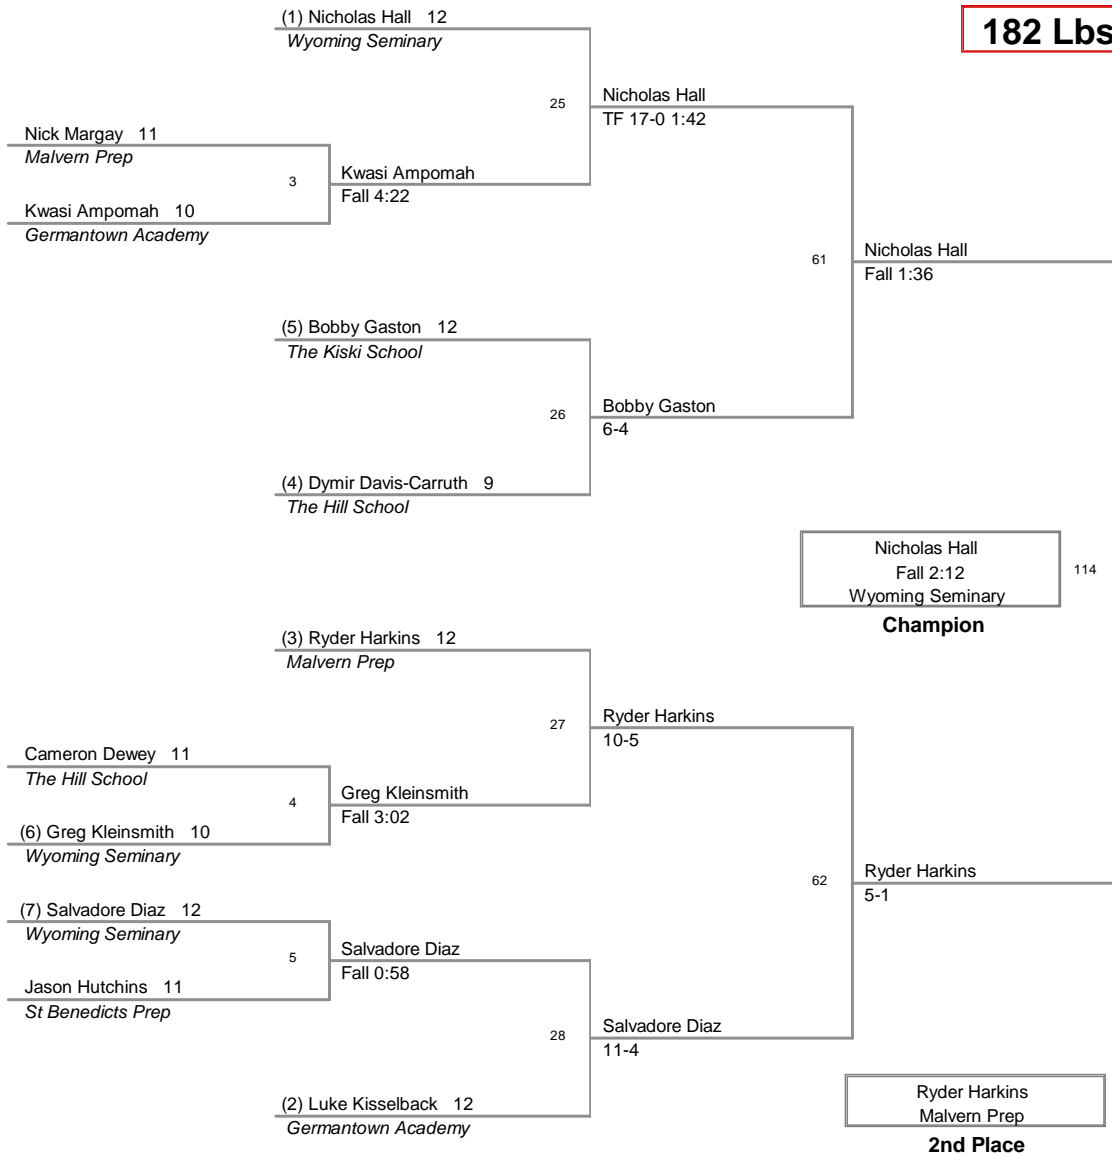 182 Lbs
(1) Nicholas Hall 12
Wyoming Seminary
25
Nicholas Hall
TF 17-0 1:42
Nick Margay 11
Malvern Prep
3
Kwasi Ampomah
Fall 4:22
Kwasi Ampomah 10
Germantown Academy
61
Nicholas Hall
Fall 1:36
(5) Bobby Gaston 12
The Kiski School
26
Bobby Gaston
6-4
(4) Dymir Davis-Carruth 9
The Hill School
Nicholas Hall
Fall 2:12
Wyoming Seminary
114
Champion
(3) Ryder Harkins 12
Malvern Prep
27
Ryder Harkins
10-5
Cameron Dewey 11
The Hill School
4
Greg Kleinsmith
Fall 3:02
(6) Greg Kleinsmith 10
Wyoming Seminary
62
Ryder Harkins
5-1
(7) Salvadore Diaz 12
Wyoming Seminary
5
Salvadore Diaz
Fall 0:58
Jason Hutchins 11
St Benedicts Prep
28
Salvadore Diaz
11-4
(2) Luke Kisselback 12
Germantown Academy
Ryder Harkins
Malvern Prep
2nd Place